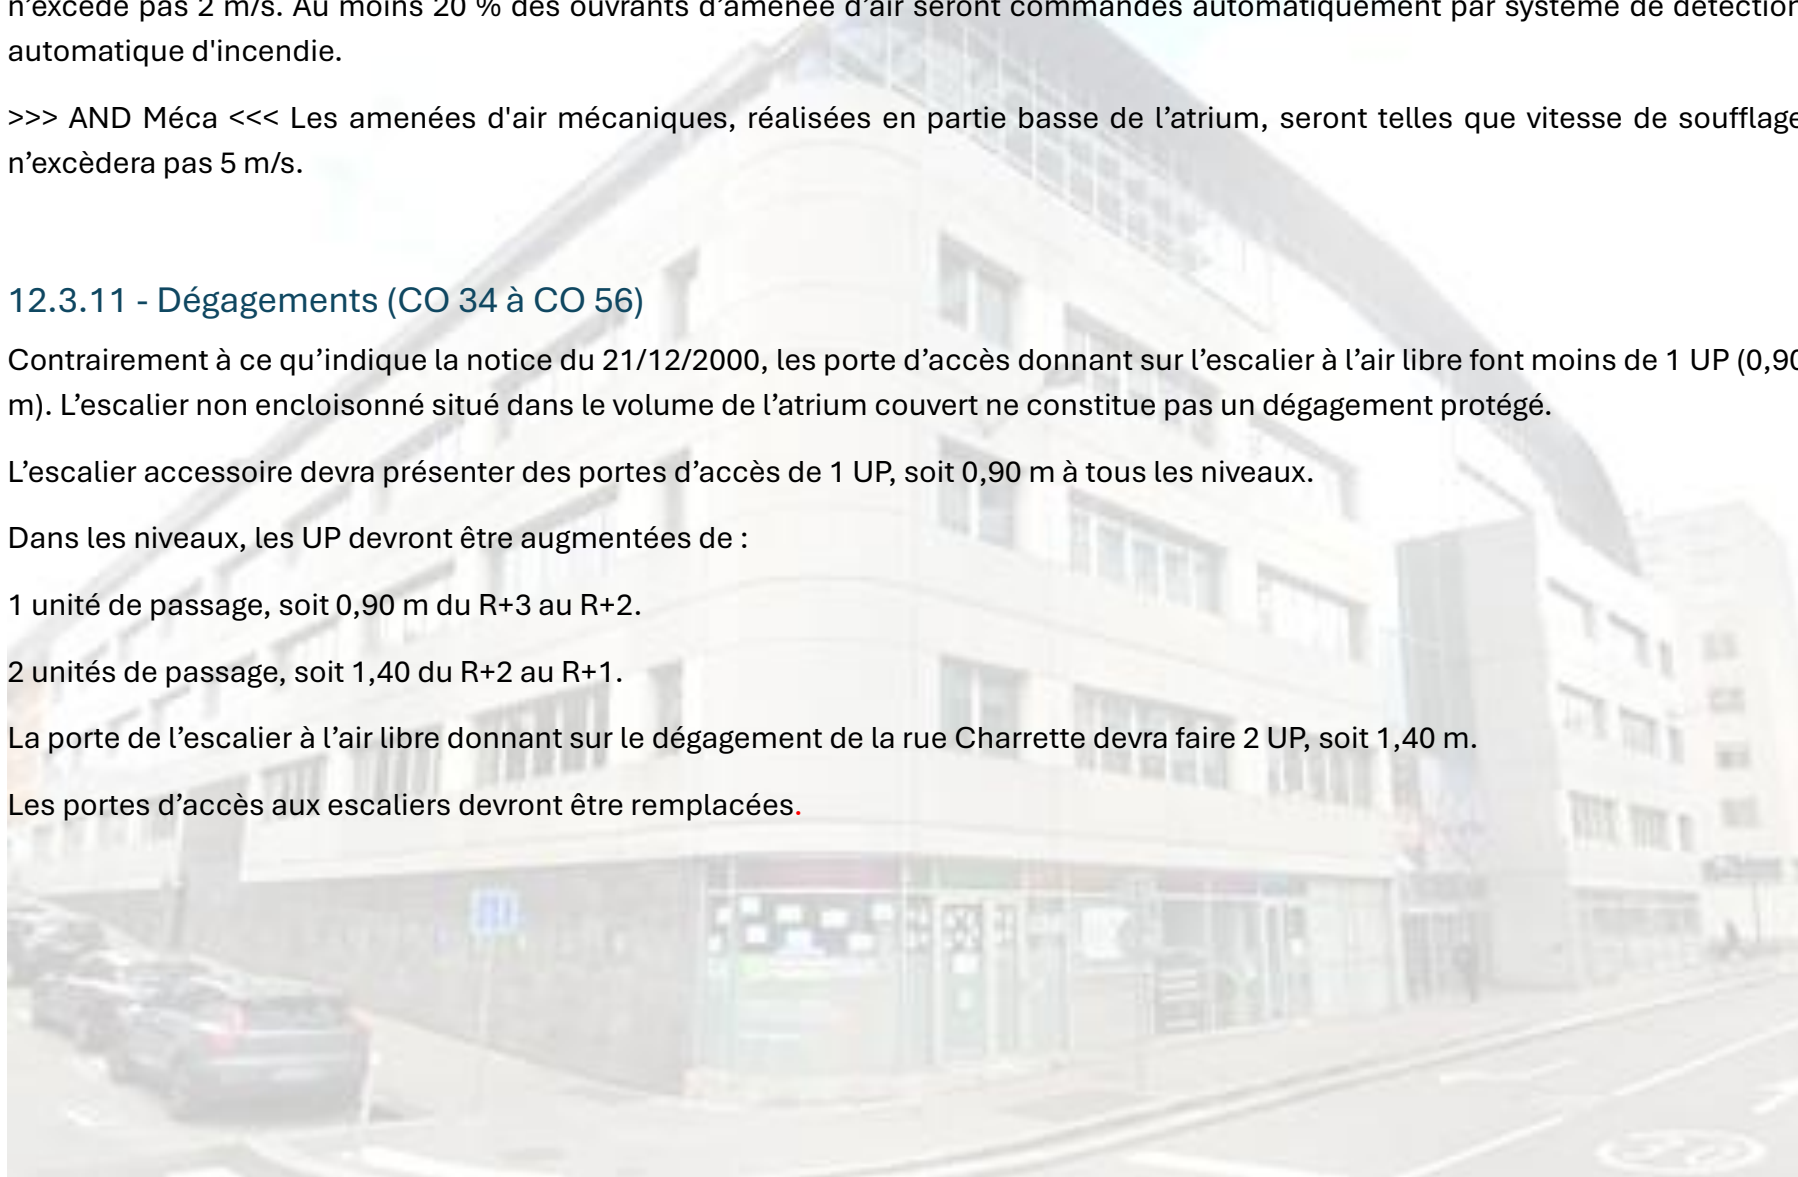 n'excède pas 2 m/s. Au moins 20 % des ouvrants d'amenée d'air seront commandés automatiquement par système de détection
automatique d'incendie.
>>> AND Méca <<< Les amenées d'air mécaniques, réalisées en partie basse de l’atrium, seront telles que vitesse de soufflage
n’excèdera pas 5 m/s.
12.3.11 - Dégagements (CO 34 à CO 56)
Contrairement à ce qu’indique la notice du 21/12/2000, les porte d’accès donnant sur l’escalier à l’air libre font moins de 1 UP (0,90
m). L’escalier non encloisonné situé dans le volume de l’atrium couvert ne constitue pas un dégagement protégé.
L’escalier accessoire devra présenter des portes d’accès de 1 UP, soit 0,90 m à tous les niveaux.
Dans les niveaux, les UP devront être augmentées de :
1 unité de passage, soit 0,90 m du R+3 au R+2.
2 unités de passage, soit 1,40 du R+2 au R+1.
La porte de l’escalier à l’air libre donnant sur le dégagement de la rue Charrette devra faire 2 UP, soit 1,40 m.
Les portes d’accès aux escaliers devront être remplacées.